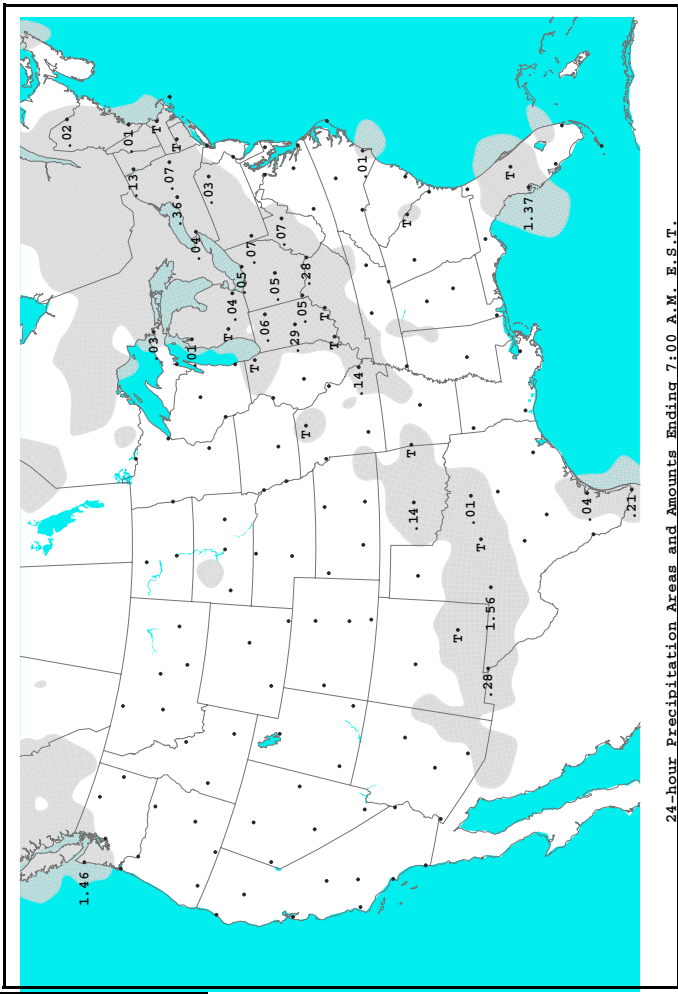 .02
1.46
.01
.13
T
.03
.07
T
.36
.01
.04
.03
T
.04
.05
.07
T
.06
.05
.07
.29
.05
.28
T
T
T
.14
.01
T
T
.14
T
.01
T
.28
1.56
T
1.37
.04
.21
24-hour Precipitation Areas and Amounts Ending 7:00 A.M. E.S.T.